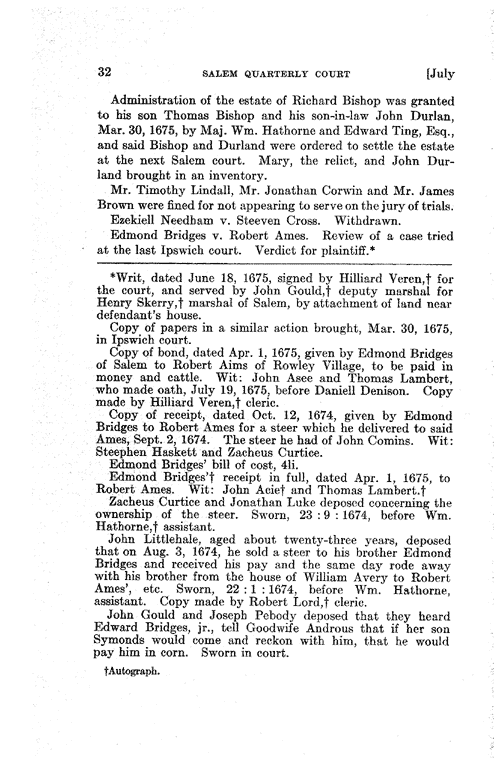 32 SALEM QUARTERLY COURT [July
Administration of the estate of Richard Bishop was granted
to his son Thomas Bishop and his son-in-law John Durlan,
Mar. 30, 1675, by Maj. Wm. Hathorne and Edward Ting, Esq.,
and said Bishop and Durland were ordered to settle the estate
at the next Salem court. Mary, the relict, and John Dur-
land brought in an inventory.
Mr. Timothy Lindall, Mr. Jonathan Corwin and Mr. James
Brown were fined for not appearing to serve on the jury of trials.
Ezekiell Needham v. Steeven Cross. Withdrawn.
Edmond Bridges v. Robert Ames. Review of a case tried
at the last Ipswich court. Verdict for plaintiff.*
*Writ, dated June 18, 1675, signed by Hilliard Veren,† for
the court, and served by John Gould,† deputy marshal for
Henry Skerry,† marshal of Salem, by attachment of land near
defendant's house.
Copy of papers in a similar action brought, Mar. 30, 1675,
in Ipswich court.
Copy of bond, dated Apr. 1, 1675, given by Edmond Bridges
of Salem to Robert Aims of Rowley Village, to be paid in
money and cattle. Wit: John Asee and Thomas Lambert,
who made oath, July 19, 1675, before Daniell Denison. Copy
made by Hilliard Veren,† cleric.
Copy of receipt, dated Oct. 12, 1674, given by Edmond
Bridges to Robert Ames for a steer which he delivered to said
Ames, Sept. 2, 1674. The steer he had of John Comins. Wit:
Steephen Haskett and Zacheus Curtice.
Edmond Bridges' bill of cost, 4li.
Edmond Bridges'† receipt in full, dated Apr. 1, 1675, to
Robert Ames. Wit: John Acie† and Thomas Lambert.†
Zacheus Curtice and Jonathan Luke deposed concerning the
ownership of the steer. Sworn, 23 : 9 : 1674, before Wm.
Hathorne,† assistant.
John Littlehale, aged about twenty-three years, deposed
that on Aug. 3, 1674, he sold a steer to his brother Edmond
Bridges and received his pay and the same day rode away
with his brother from the house of William Avery to Robert
Ames', etc. Sworn, 22 : 1 : 1674, before Wm. Hathorne,
assistant. Copy made by Robert Lord,† cleric.
John Gould and Joseph Pebody deposed that they heard
Edward Bridges, jr., tell Goodwife Androus that if her son
Symonds would come and reckon with him, that he would
pay him in corn. Sworn in court.
†Autograph.